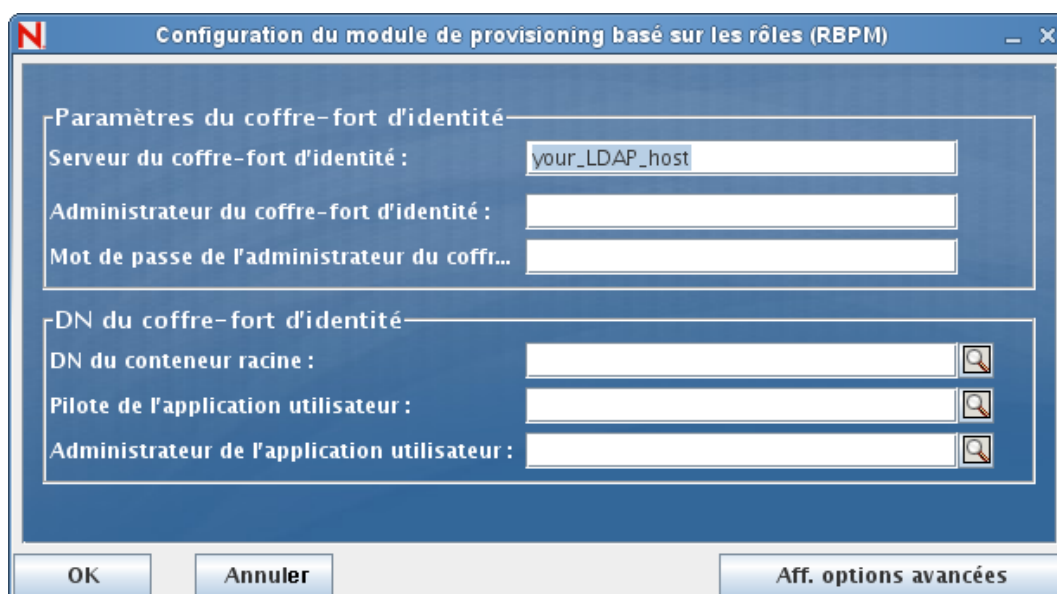 N Configuration du module de provisioning basé sur les rôles (RBPM)
Paramètres du coffre-fort d'identité
Serveur du coffre-fort d'identité : your_LDAP_host
Administrateur du coffre-fort d'identité :
Mot de passe de l'administrateur du coffr...
DN du coffre-fort d'identité
DN du conteneur racine :
Pilote de l'application utilisateur :
Administrateur de l'application utilisateur :
OK Annuler Aff. options avancées